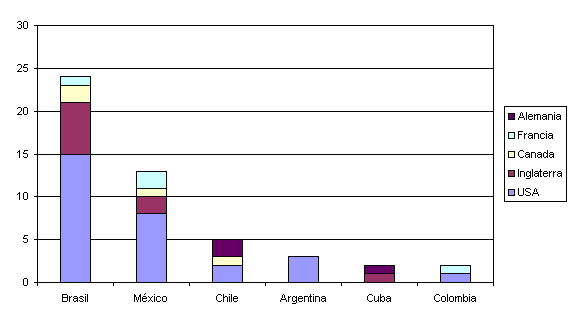 30
25
20
15
10
5
0
Brasil México Chile Argentina Cuba Colombia
Alemania
Francia
Canada
Inglaterra
USA